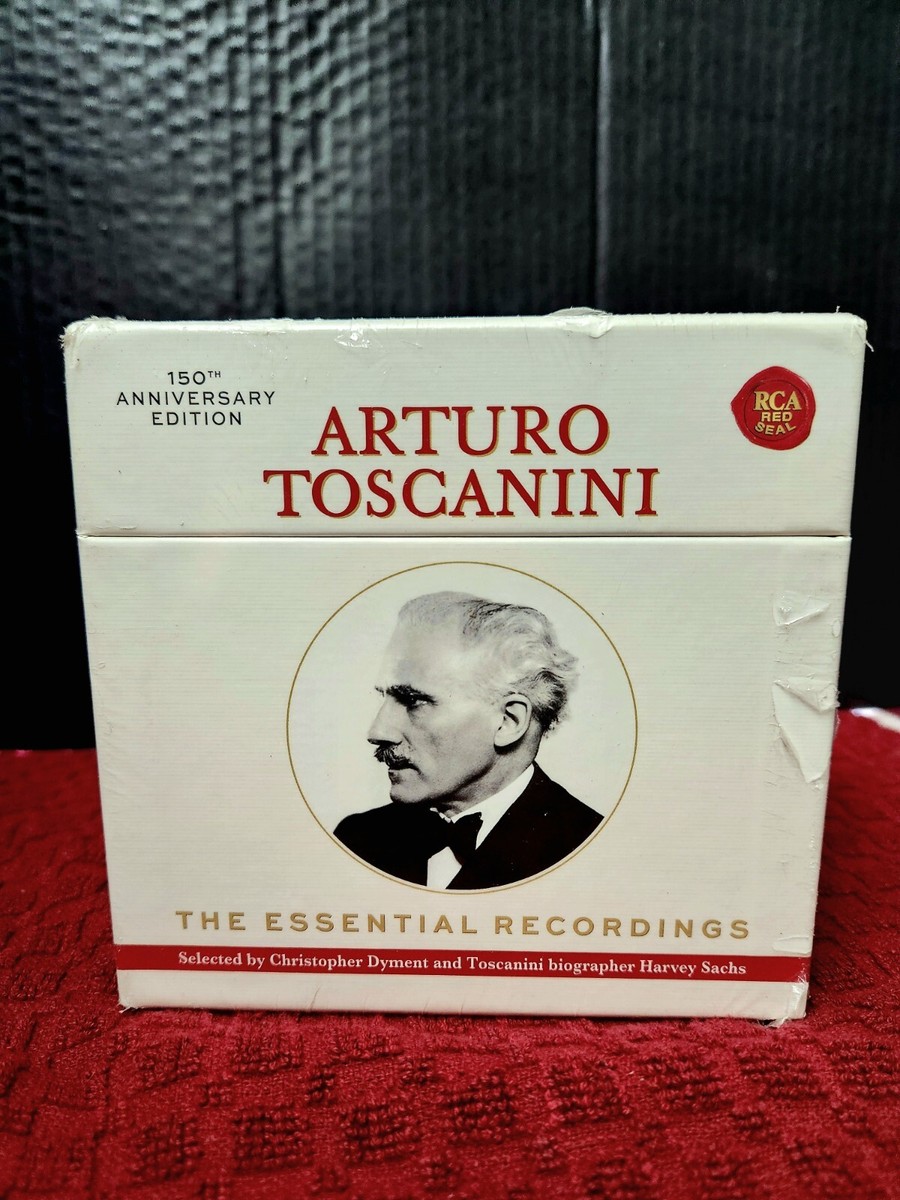 150TH
ANNIVERSARY
EDITION
ARTURO
TOSCANINI
RCA
RED
SEAL
THE ESSENTIAL RECORDINGS
Selected by Christopher Dyment and Toscanini biographer Harvey Sachs